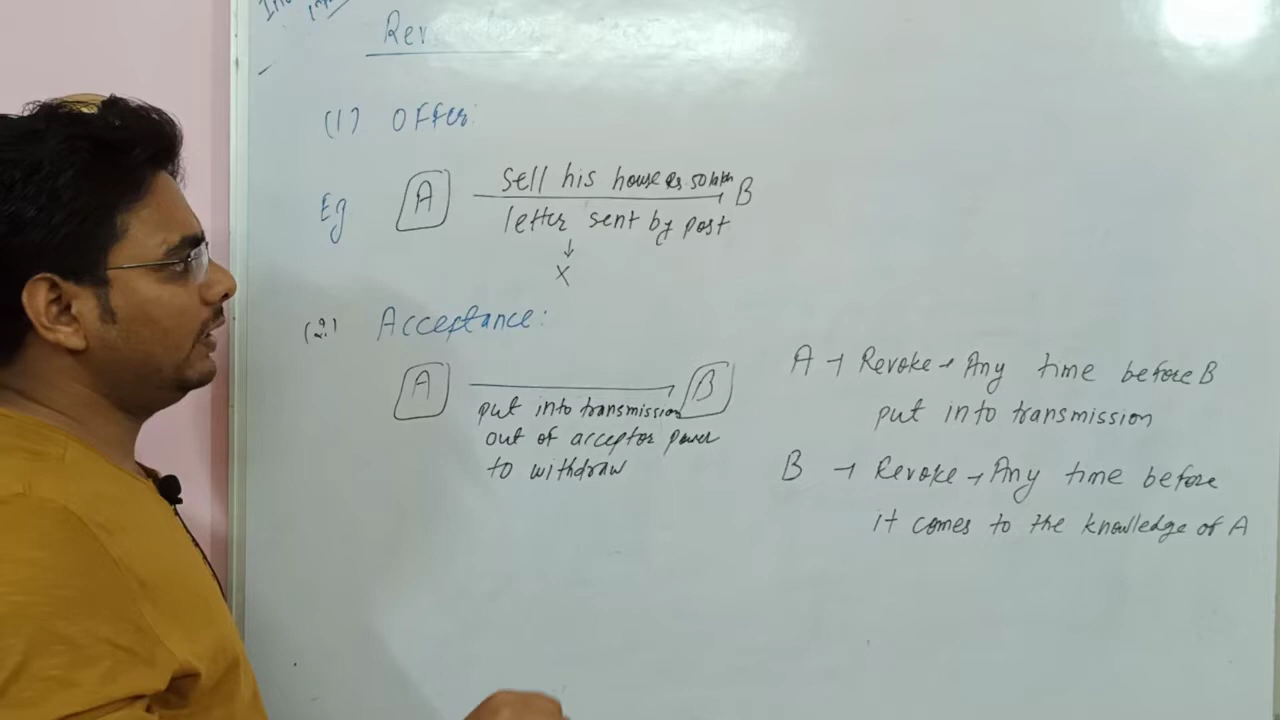 Rev
(1) Offer:
Eg A sell his house Rs 50 lakh B
letter sent by post
↓
X
(2.) Acceptance:
A B
put into transmission
out of acceptor power
to withdraw
A → Revoke → Any time before B
put into transmission
B → Revoke → Any time before
it comes to the knowledge of A